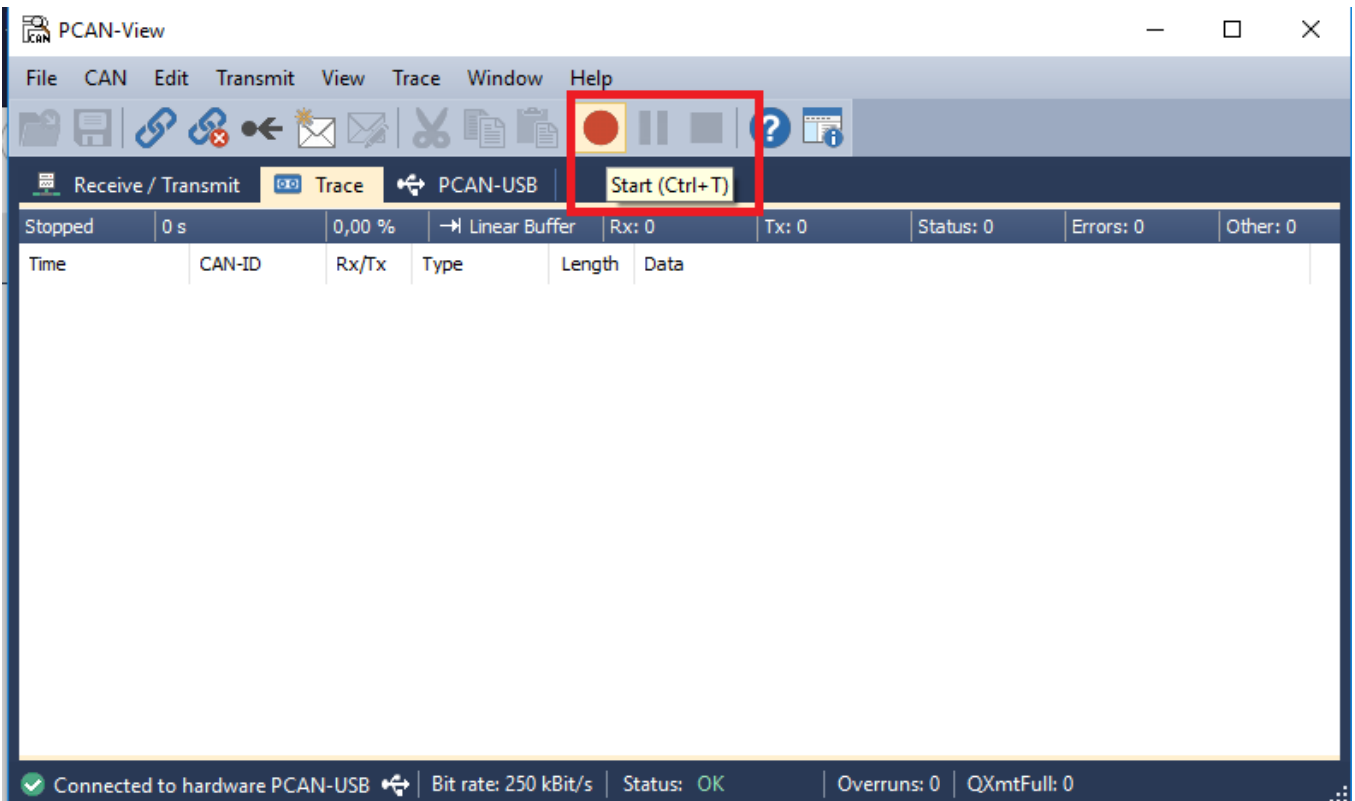 PCAN-View
File CAN Edit Transmit View Trace Window Help
Receive / Transmit Trace PCAN-USB
Start (Ctrl+T)
Stopped 0 s 0,00 % Linear Buffer Rx: 0 Tx: 0 Status: 0 Errors: 0 Other: 0
Time CAN-ID Rx/Tx Type Length Data
Connected to hardware PCAN-USB Bit rate: 250 kBit/s Status: OK Overruns: 0 QXmtFull: 0